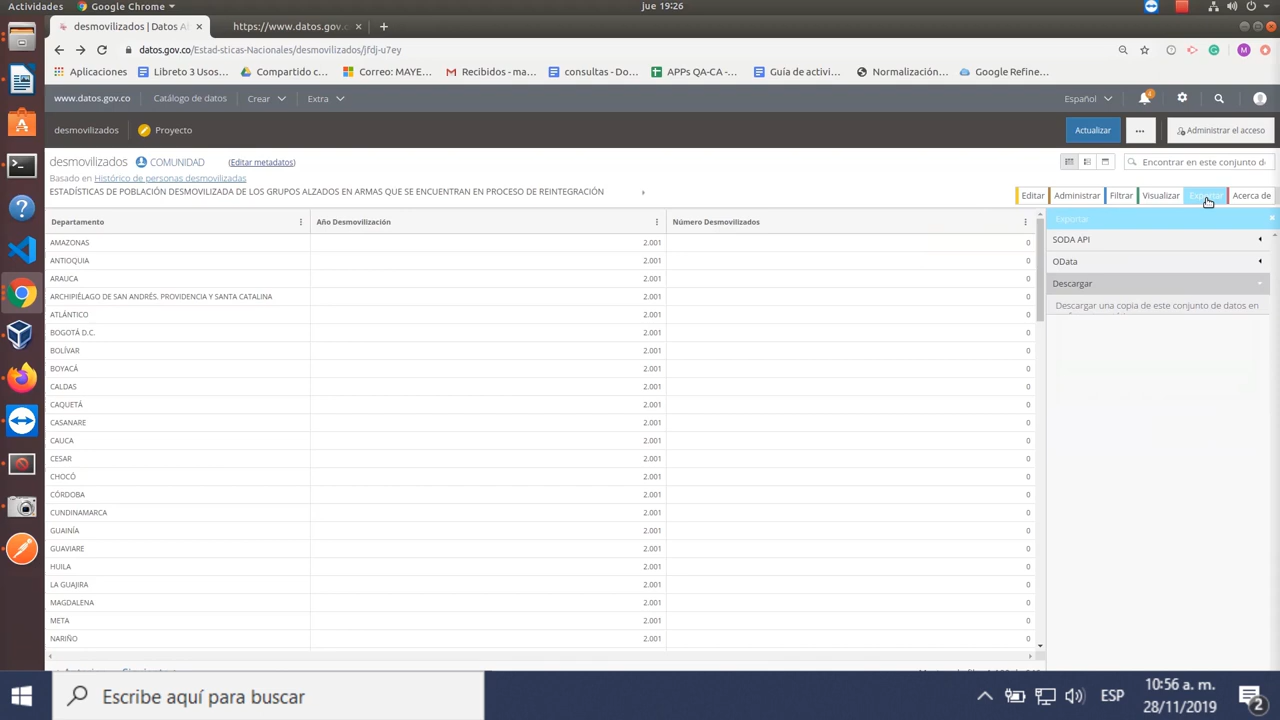 Actividades Google Chrome ▾ jue 19:26
desmovilizados | Datos A https://www.datos.gov.c
datos.gov.co/Estad-sticas-Nacionales/desmovilizados/jfdj-u7ey
Aplicaciones Libreto 3 Usos... Compartido c... Correo: MAYE... Recibidos - ma... consultas - Do... APPs QA Guía de activi... Normalización... Google Refine...
www.datos.gov.co Catálogo de datos Crear Extra Español 4
desmovilizados Proyecto Actualizar ... Administrar el acceso
desmovilizados COMUNIDAD (Editar metadatos) Encontrar en este conjunto d
Basado en Histórico de personas desmovilizadas
ESTADÍSTICAS DE POBLACIÓN DESMOVILIZADA DE LOS GRUPOS ALZADOS EN ARMAS QUE SE ENCUENTRAN EN PROCESO DE REINTEGRACIÓN
Editar Administrar Filtrar Visualizar Exportar Acerca de
Departamento Año Desmovilización Número Desmovilizados
Exportar
SODA API
OData
Descargar
Descargar una copia de este conjunto de datos en
AMAZONAS 2.001 0
ANTIOQUIA 2.001 0
ARAUCA 2.001 0
ARCHIPIÉLAGO DE SAN ANDRÉS. PROVIDENCIA Y SANTA CATALINA 2.001 0
ATLÁNTICO 2.001 0
BOGOTÁ D.C. 2.001 0
BOLÍVAR 2.001 0
BOYACÁ 2.001 0
CALDAS 2.001 0
CAQUETÁ 2.001 0
CASANARE 2.001 0
CAUCA 2.001 0
CESAR 2.001 0
CHOCÓ 2.001 0
CÓRDOBA 2.001 0
CUNDINAMARCA 2.001 0
GUAINÍA 2.001 0
GUAVIARE 2.001 0
HUILA 2.001 0
LA GUAJIRA 2.001 0
MAGDALENA 2.001 0
META 2.001 0
NARIÑO 2.001 0
Escribe aquí para buscar ESP 10:56 a. m.
28/11/2019 2